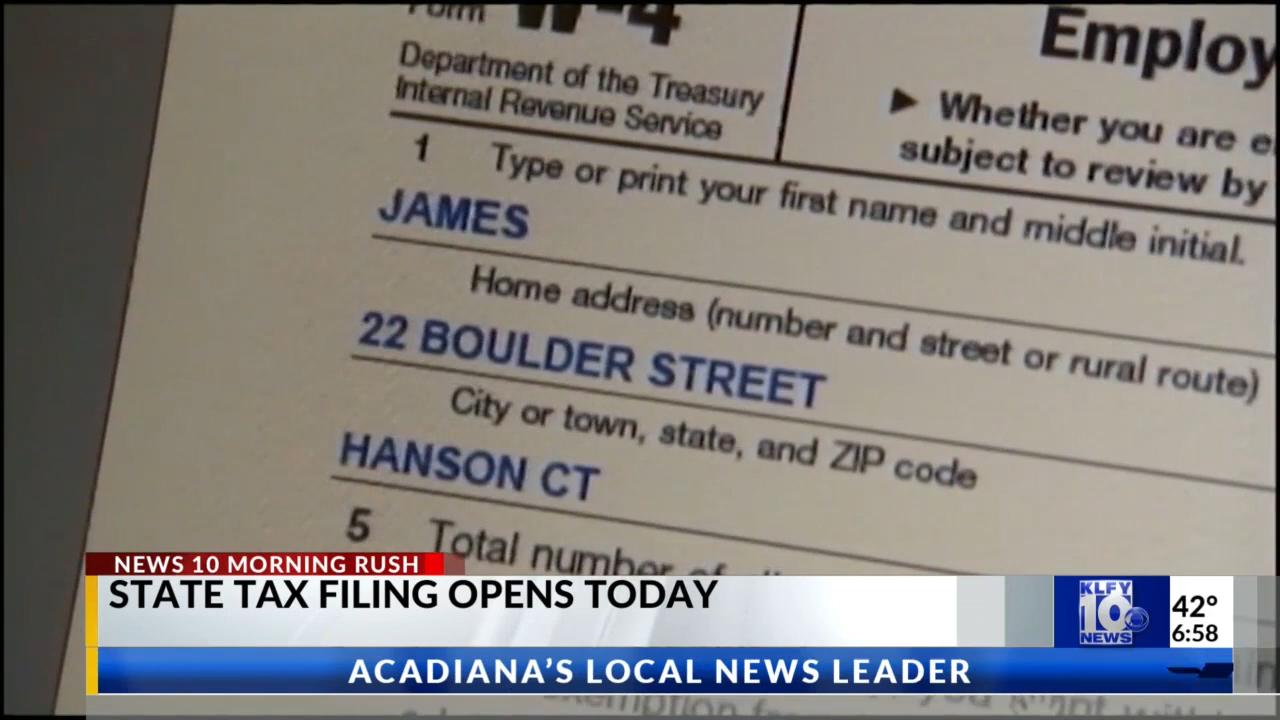 Form W-4
Employ
Department of the Treasury
Internal Revenue Service
Whether you are e
subject to review by
1 Type or print your first name and middle initial.
JAMES
Home address (number and street or rural route)
22 BOULDER STREET
City or town, state, and ZIP code
HANSON CT
5 Total number of
NEWS 10 MORNING RUSH
STATE TAX FILING OPENS TODAY
KLFY
10
NEWS
42°
6:58
ACADIANA'S LOCAL NEWS LEADER
exemption